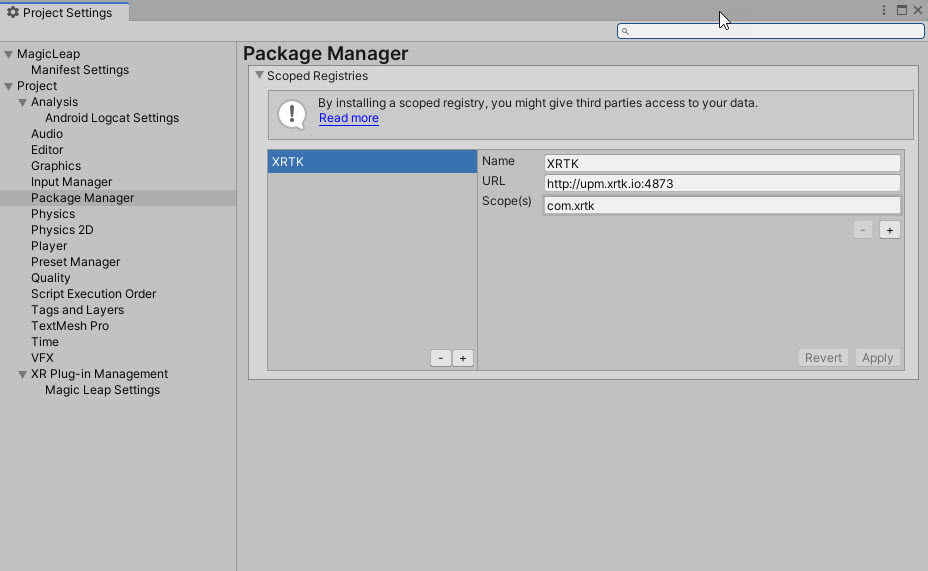 Project Settings
MagicLeap
Manifest Settings
Project
Analysis
Android Logcat Settings
Audio
Editor
Graphics
Input Manager
Package Manager
Physics
Physics 2D
Player
Preset Manager
Quality
Script Execution Order
Tags and Layers
TextMesh Pro
Time
VFX
XR Plug-in Management
Magic Leap Settings
Package Manager
Scoped Registries
By installing a scoped registry, you might give third parties access to your data.
Read more
XRTK
- +
Name XRTK
URL http://upm.xrtk.io:4873
Scope(s) com.xrtk
- +
Revert Apply